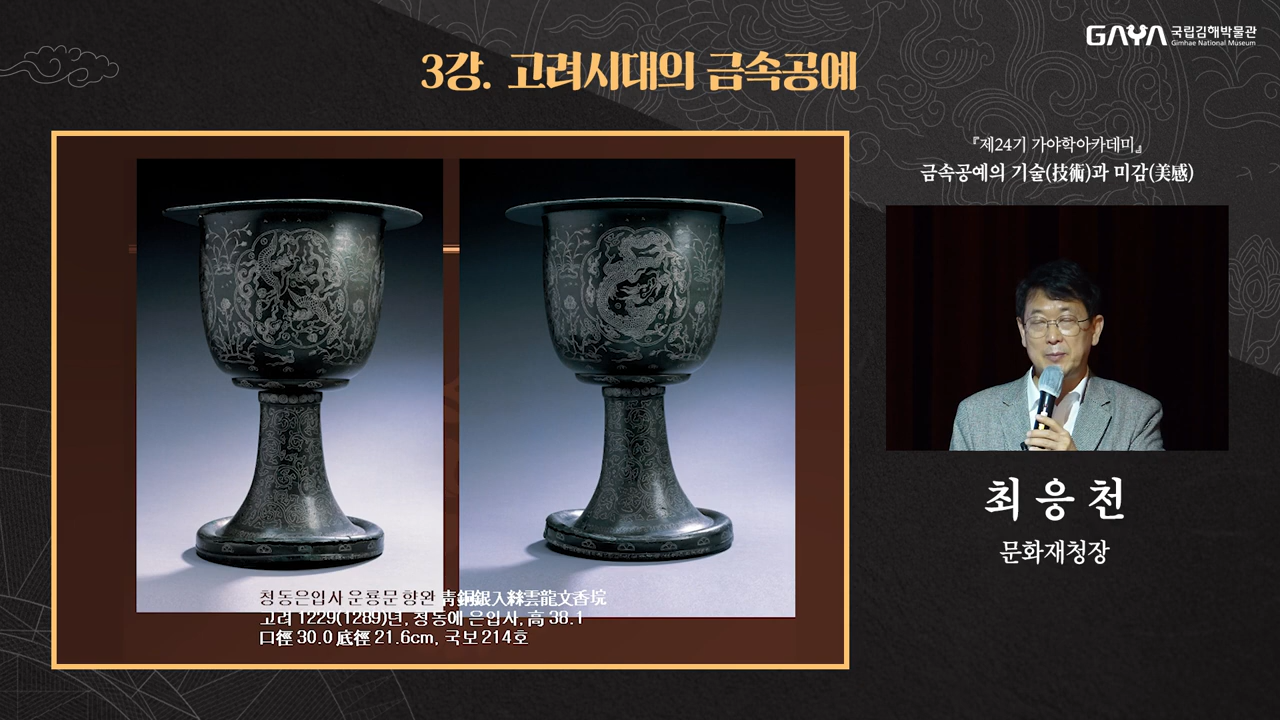 GAYA 국립김해박물관
Gimhae National Museum
3강. 고려시대의 금속공예
『제24기 가야학아카데미』
금속공예의 기술(技術)과 미감(美感)
최응천
문화재청장
청동은입사 운룡문 향완 靑銅銀入絲雲龍文香垸
고려 1229(1289)년, 청동에 은입사, 高 38.1
口徑 30.0 底徑 21.6cm, 국보 214호